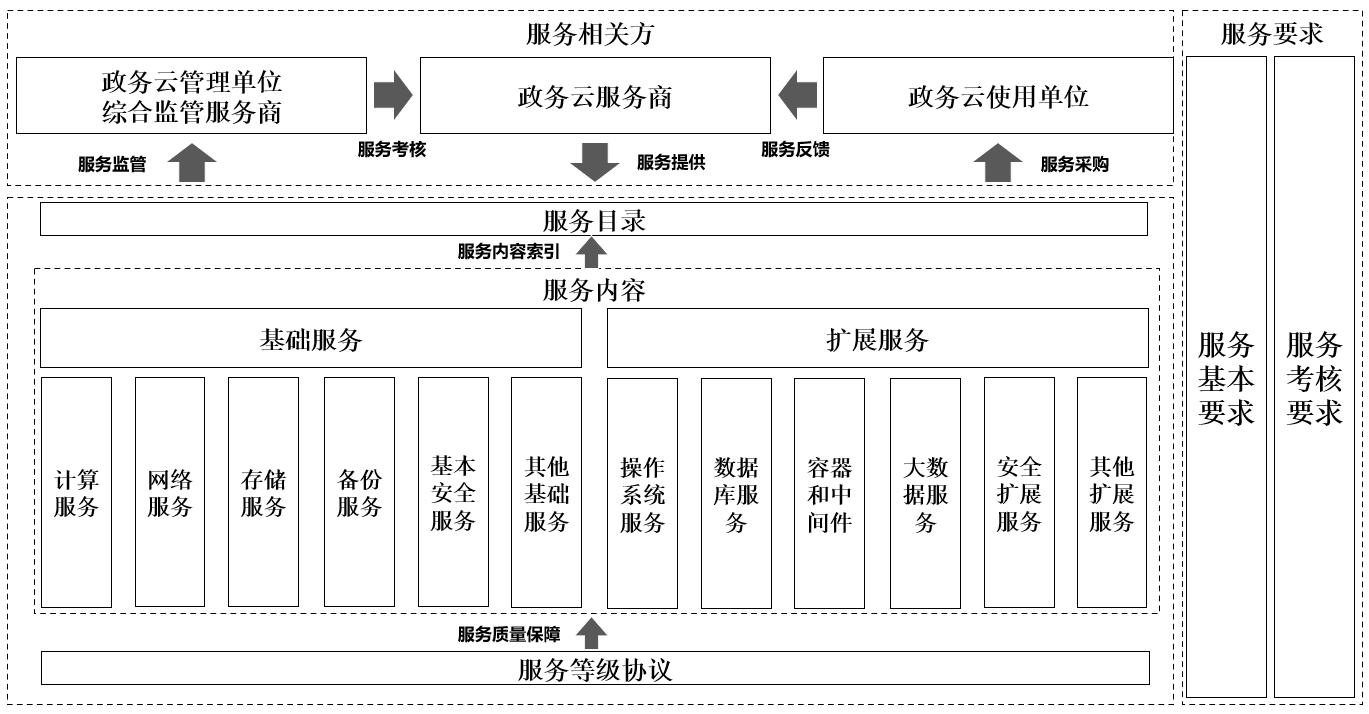 服务相关方
政务云管理单位
综合监管服务商
政务云服务商
政务云使用单位
服务监管
服务考核
服务提供
服务反馈
服务采购
服务目录
服务内容索引
服务内容
基础服务
扩展服务
计算
服务
网络
服务
存储
服务
备份
服务
基本
安全
服务
其他
基础
服务
操作
系统
服务
数据
库服
务
容器
和中
间件
大数
据服
务
安全
扩展
服务
其他
扩展
服务
服务质量保障
服务等级协议
服务要求
服务
基本
要求
服务
考核
要求